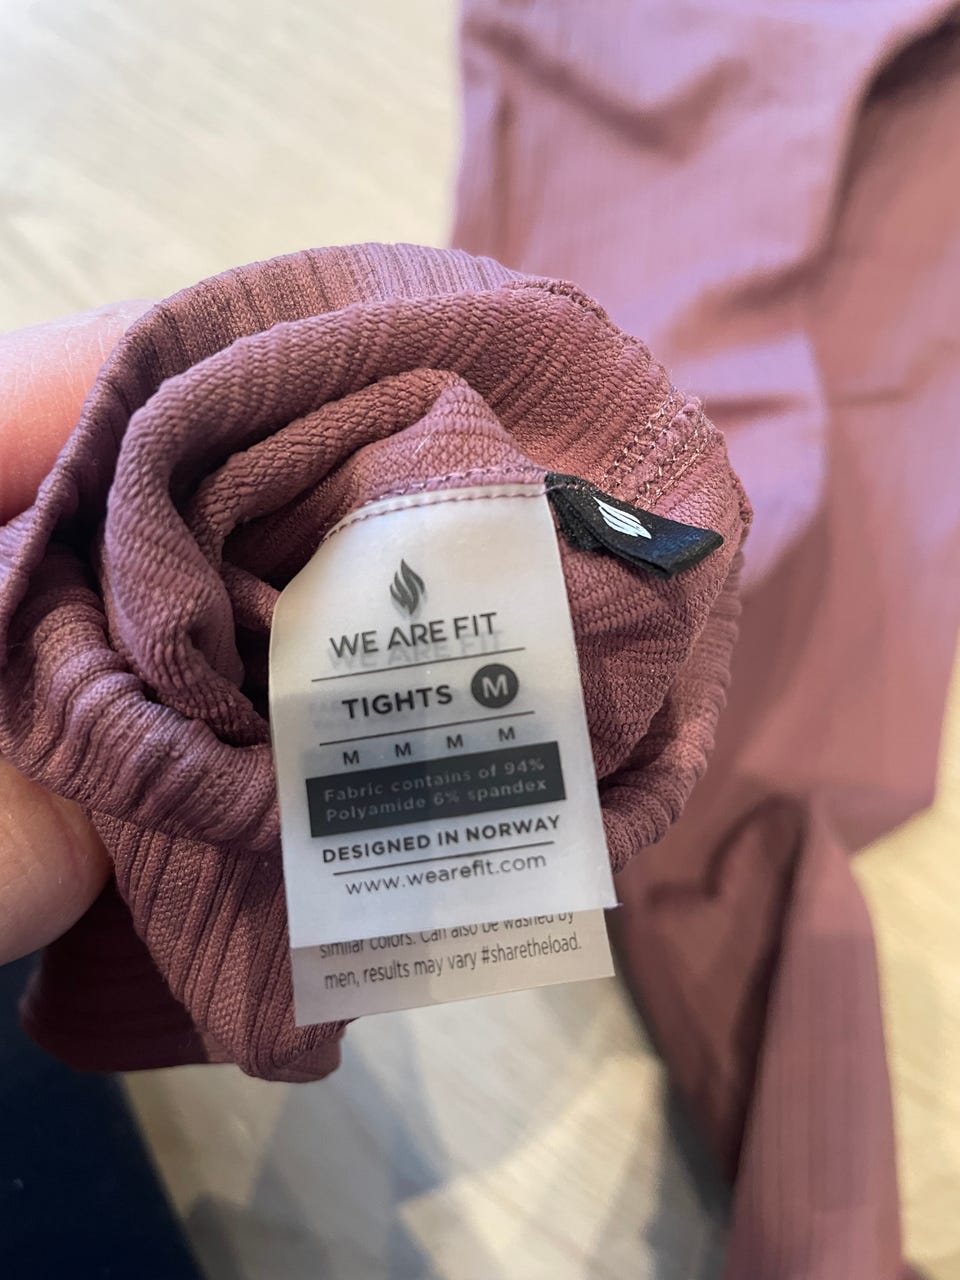 WE ARE FIT
TIGHTS M
M M M M
Fabric contains of 94%
Polyamide 6% spandex
DESIGNED IN NORWAY
www.wearefit.com
similar colors. Can also be washed by
men, results may vary #sharetheload.